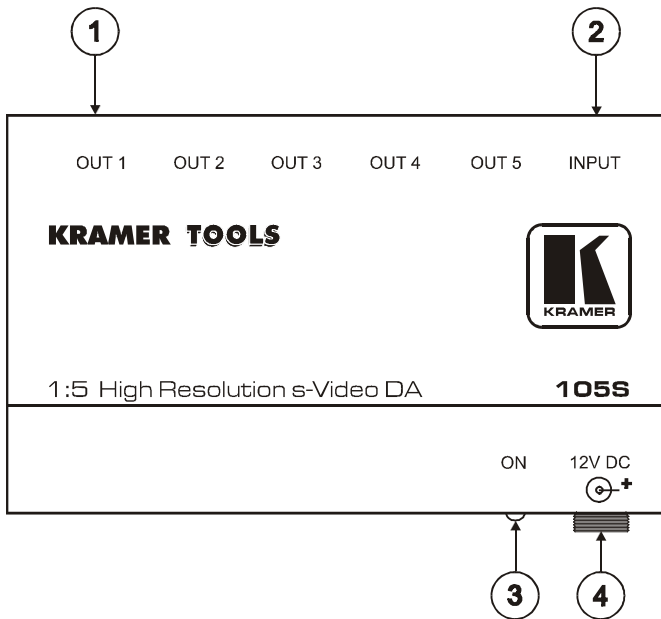 1 2
OUT 1 OUT 2 OUT 3 OUT 4 OUT 5 INPUT
KRAMER TOOLS
KRAMER
1:5 High Resolution s-Video DA 105S
ON 12V DC
+
3 4